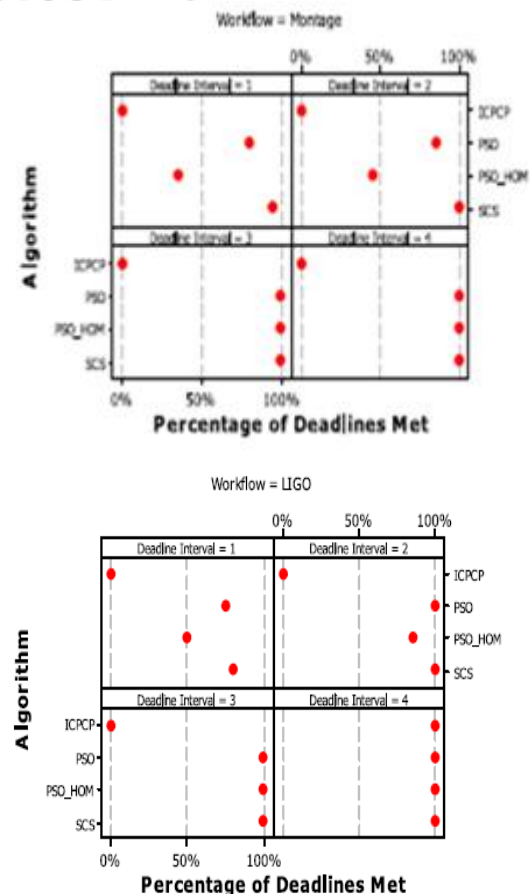 Workflow = Montage
0% 50% 100%
Deadline Interval = 1 Deadline Interval = 2
ICPCP
PSO
PSO_HOM
SCS
Deadline Interval = 3 Deadline Interval = 4
ICPCP
PSO
PSO_HOM
SCS
Algorithm
0% 50% 100%
Percentage of Deadlines Met
Workflow = LIGO
0% 50% 100%
Deadline Interval = 1 Deadline Interval = 2
ICPCP
PSO
PSO_HOM
SCS
Deadline Interval = 3 Deadline Interval = 4
ICPCP
PSO
PSO_HOM
SCS
Algorithm
0% 50% 100%
Percentage of Deadlines Met